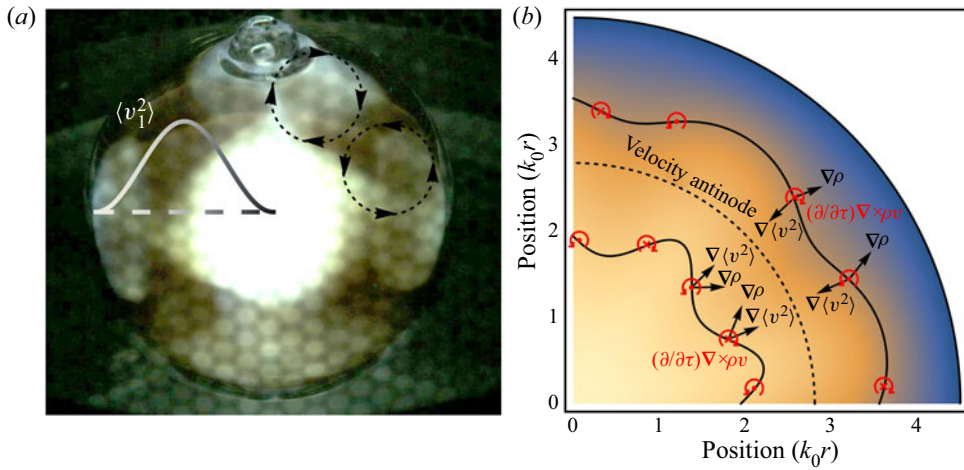 (a)
⟨v₁²⟩
(b)
4
3
2
1
0
Position (k₀r)
0
1
2
3
4
Position (k₀r)
Velocity antinode
∇ρ
(∂/∂τ)∇×ρv
∇⟨v²⟩
∇ρ
∇⟨v²⟩
∇⟨v²⟩
∇ρ
∇ρ
∇⟨v²⟩
(∂/∂τ)∇×ρv